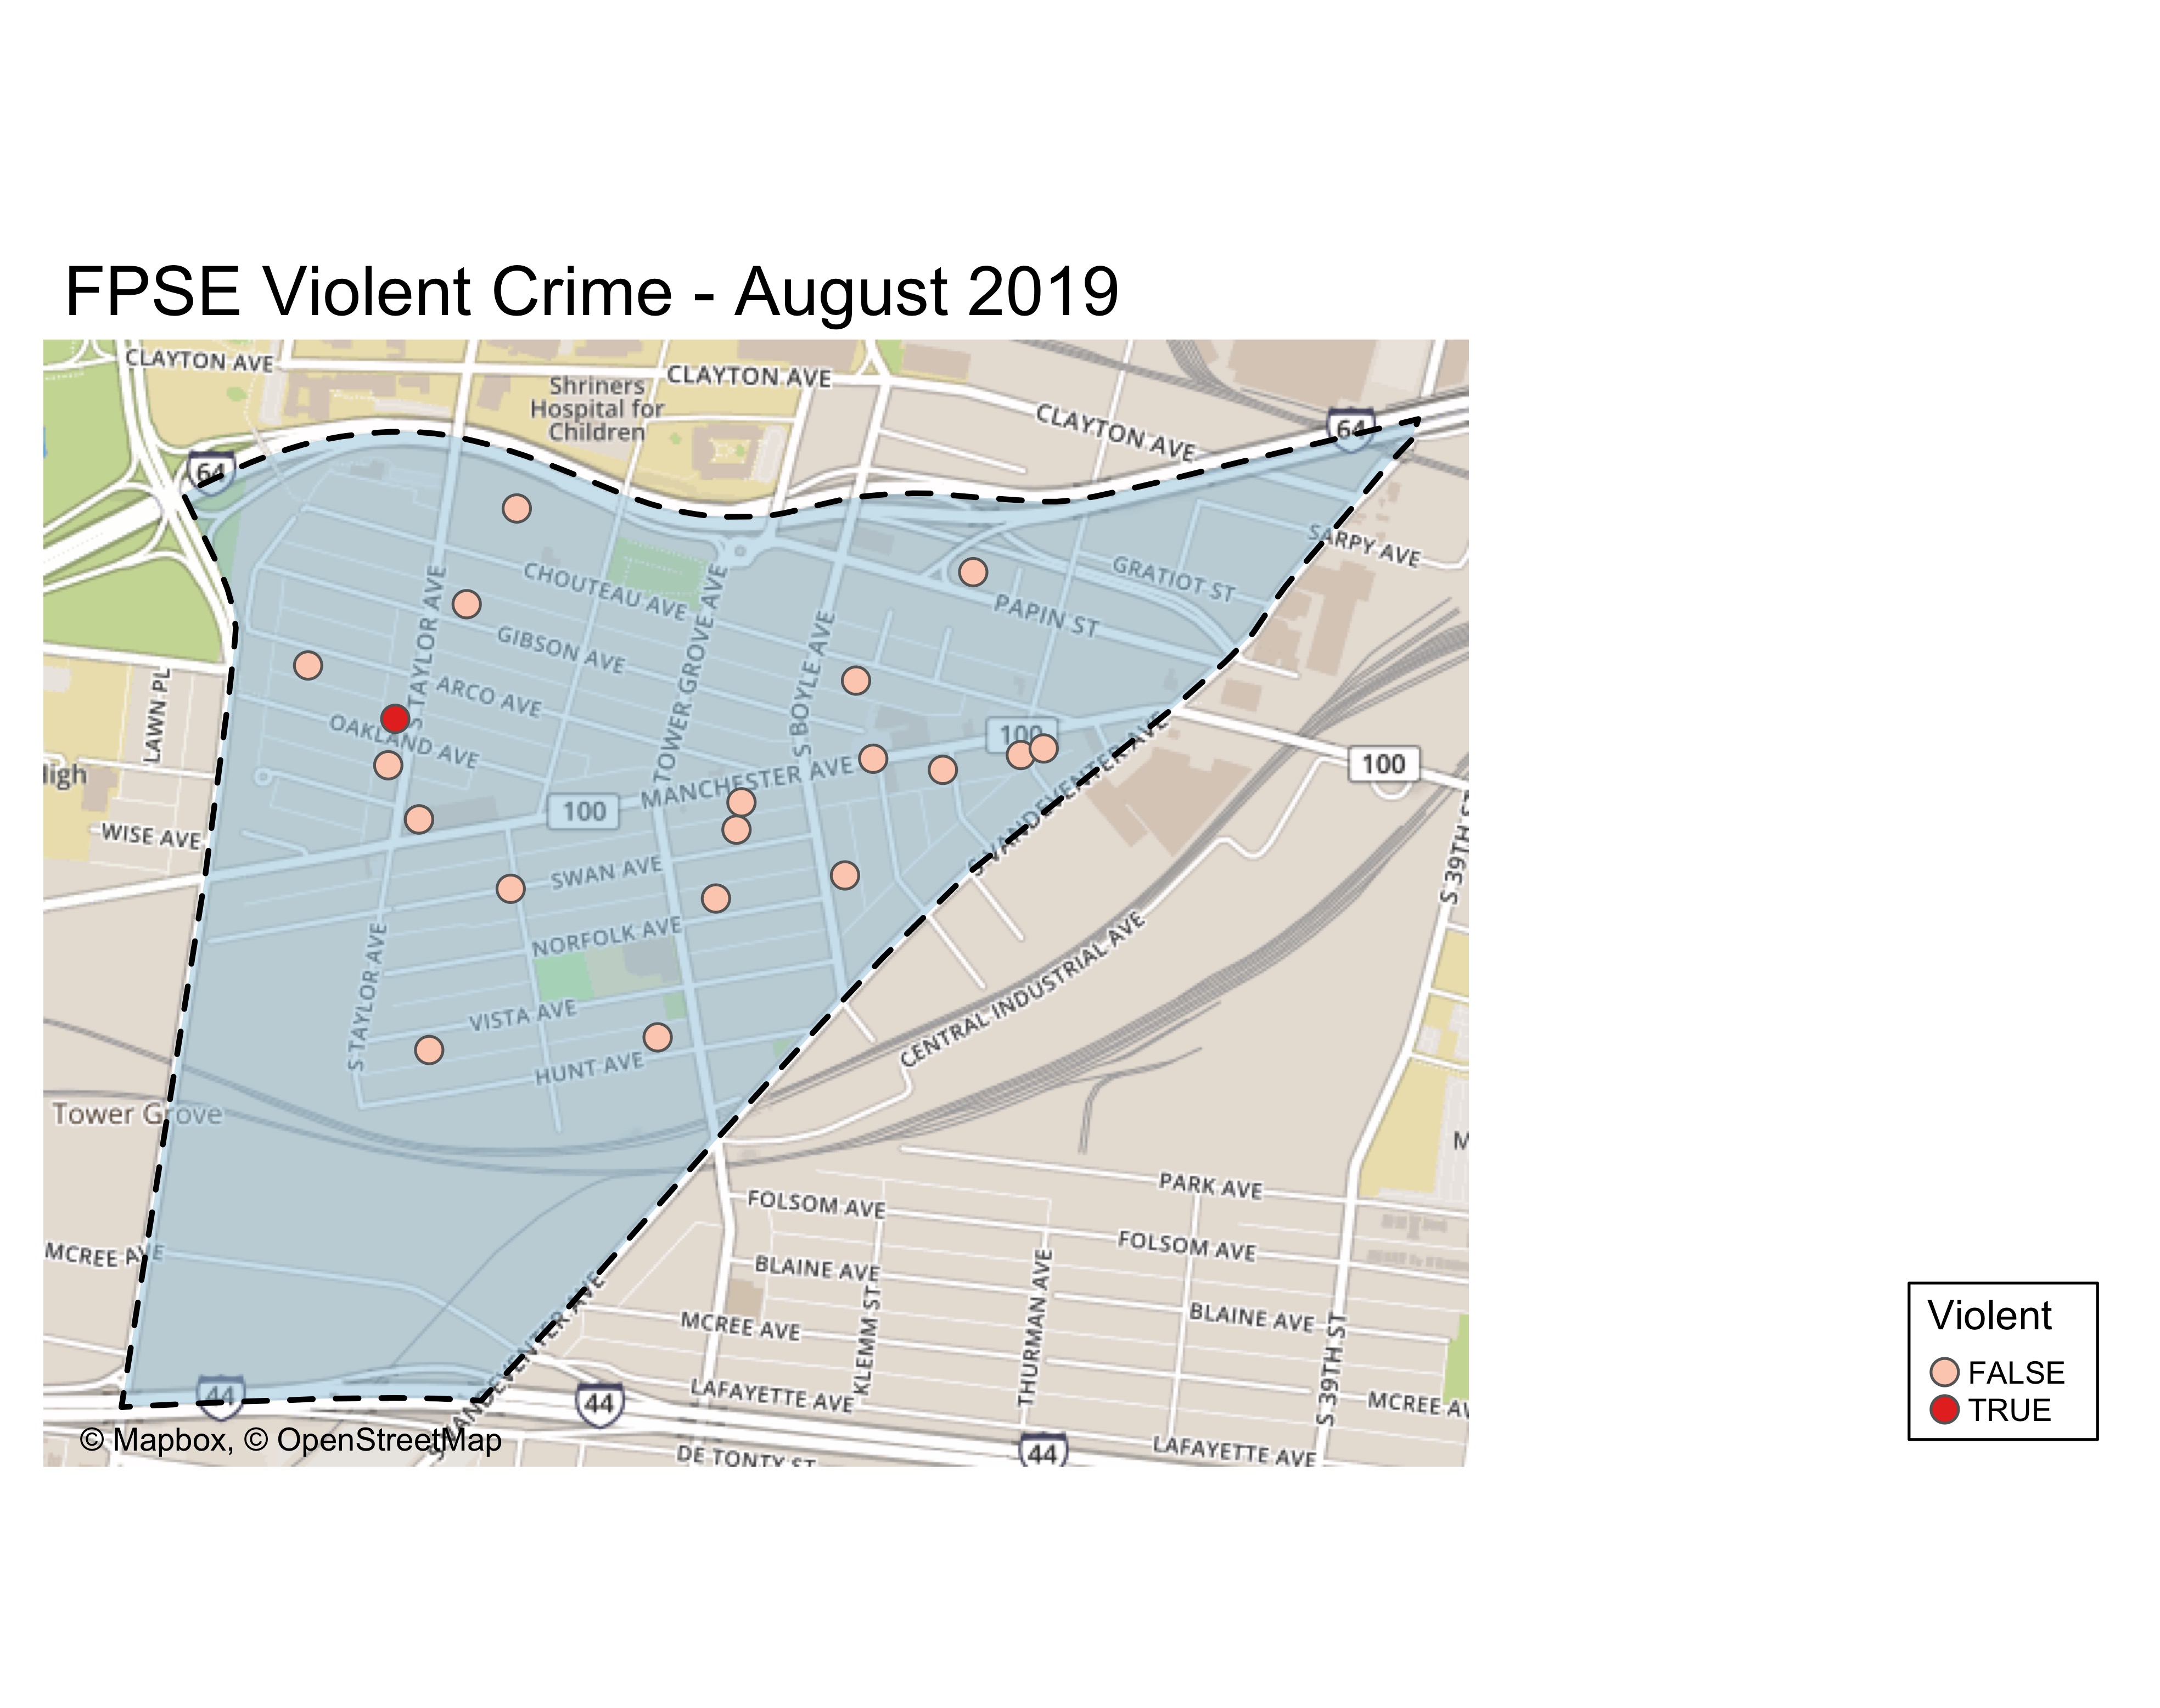 FPSE Violent Crime - August 2019
CLAYTON AVE
CLAYTON AVE
Shriners
Hospital for
Children
CLAYTON AVE
64
64
SARPY AVE
GRATIOT ST
CHOUTEAU AVE
PAPIN ST
S TAYLOR AVE
GIBSON AVE
TOWER GROVE AVE
S BOYLE AVE
ARCO AVE
LAWN PL
OAKLAND AVE
100
100
High
MANCHESTER AVE
100
S VANDEVENTER AVE
WISE AVE
SWAN AVE
S 39TH ST
NORFOLK AVE
S TAYLOR AVE
VISTA AVE
CENTRAL INDUSTRIAL AVE
HUNT AVE
Tower Grove
M
PARK AVE
FOLSOM AVE
FOLSOM AVE
MCREE AVE
BLAINE AVE
BLAINE AVE
MCREE AVE
KLEMM ST
THURMAN AVE
S 39TH ST
S VANDEVENTER AVE
44
44
LAFAYETTE AVE
MCREE AV
44
LAFAYETTE AVE
DE TONTY ST
© Mapbox, © OpenStreetMap
Violent
FALSE
TRUE